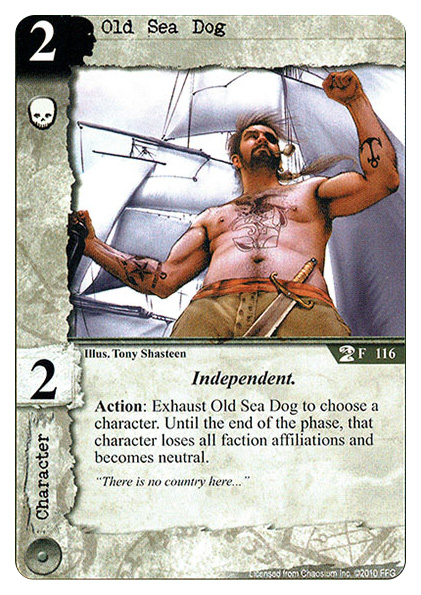 2
Old Sea Dog
Illus. Tony Shasteen
F 116
2
Character
Independent.
Action: Exhaust Old Sea Dog to choose a
character. Until the end of the phase, that
character loses all faction affiliations and
becomes neutral.
“There is no country here...”
Licensed from Chaosium Inc. ©2010 FFG